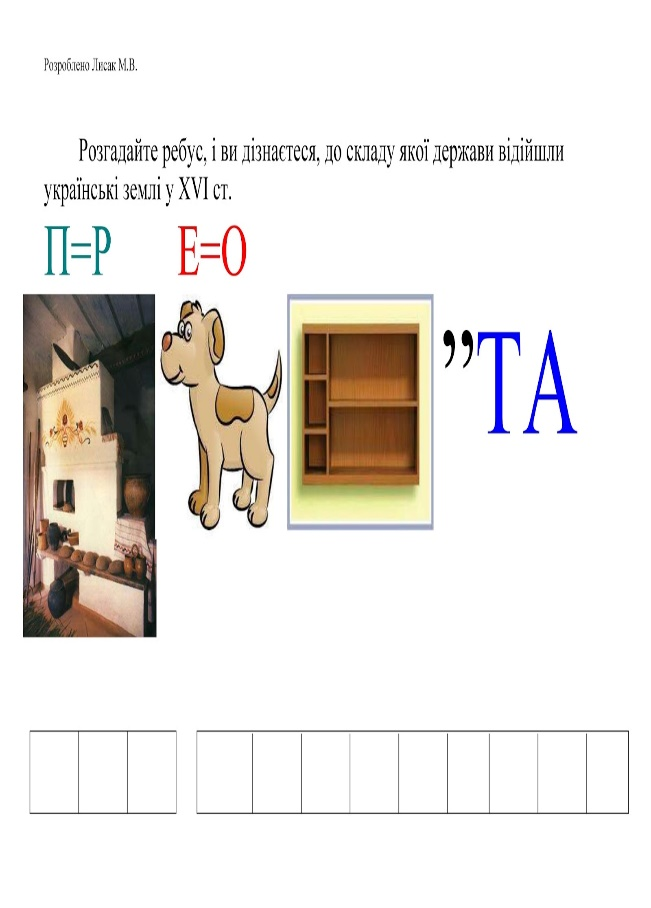 Розроблено Лисак М.В.
Розгадайте ребус, і ви дізнаєтеся, до складу якої держави відійшли
українські землі у XVI ст.
П=Р Е=О
”ТА